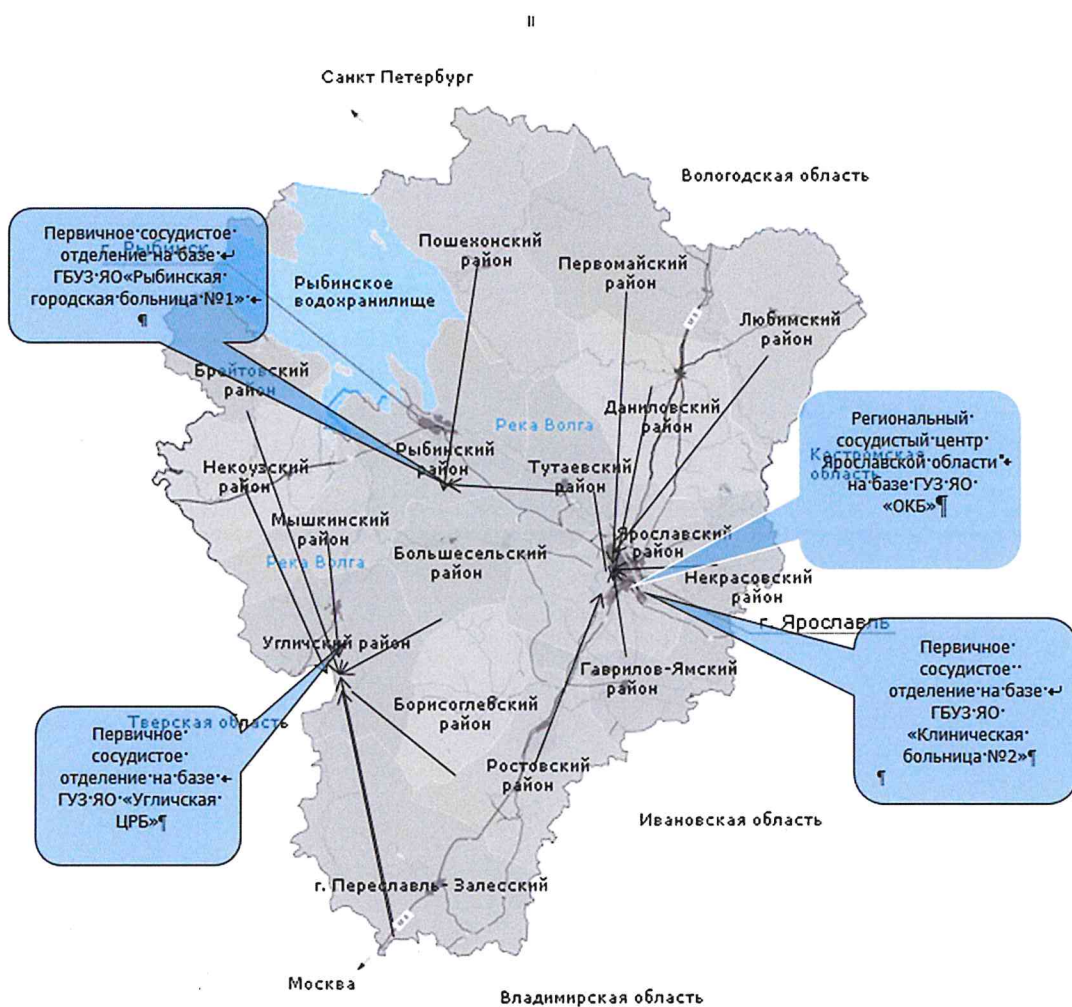 II
Санкт Петербург
Вологодская область
Первичное·сосудистое·
отделение·на·базе·↵
ГБУЗ·ЯО«Рыбинская·
городская·больница·№1»·←
¶
г. Рыбинск
Пошехонский
район
Первомайский
район
Рыбинское
водохранилище
Любимский
район
Брейтовский
район
Даниловский
район
Река Волга
Региональный·
сосудистый·центр·
Ярославской·области·←
на·базе·ГУЗ·ЯО·
«ОКБ»¶
Костромская
область
Рыбинский
район
Некоузский
район
Тутаевский
район
Мышкинский
район
Ярославский
район
Большесельский
район
Река Волга
Некрасовский
район
г. Ярославль
Угличский район
Первичное·
сосудистое··
отделение·на·базе·↵
ГБУЗ·ЯО·
«Клиническая·
больница·№2»¶
¶
Гаврилов-Ямский
район
Борисоглебский
район
Тверская область
Первичное·
сосудистое·
отделение·на·базе·←
ГУЗ·ЯО·«Угличская·
ЦРБ»¶
Ростовский
район
Ивановская область
г. Переславль-Залесский
Москва
Владимирская область